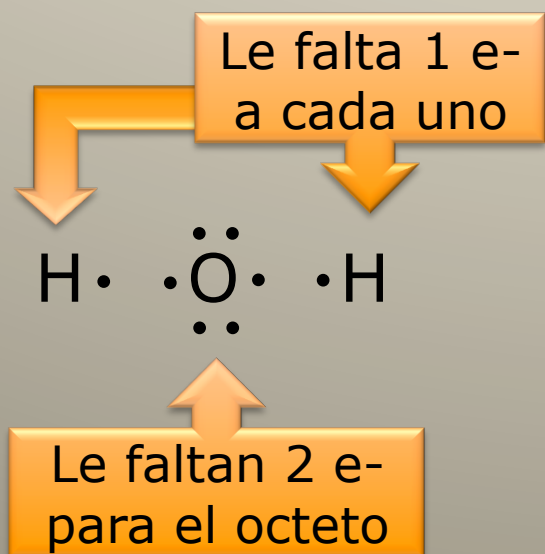 Le falta 1 e-
a cada uno
H· ·O· ·H
Le faltan 2 e-
para el octeto